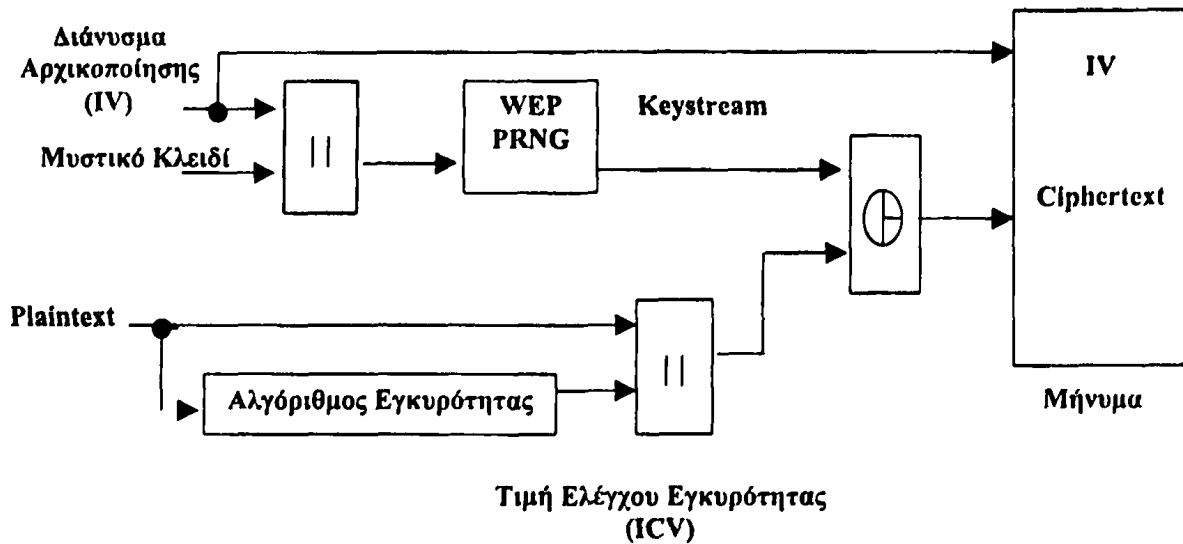 Διάνυσμα
Αρχικοποίησης
(IV)
IV
WEP
PRNG
Keystream
Μυστικό Κλειδί
||
Ciphertext
Plaintext
||
Αλγόριθμος Εγκυρότητας
Μήνυμα
Τιμή Ελέγχου Εγκυρότητας
(ICV)